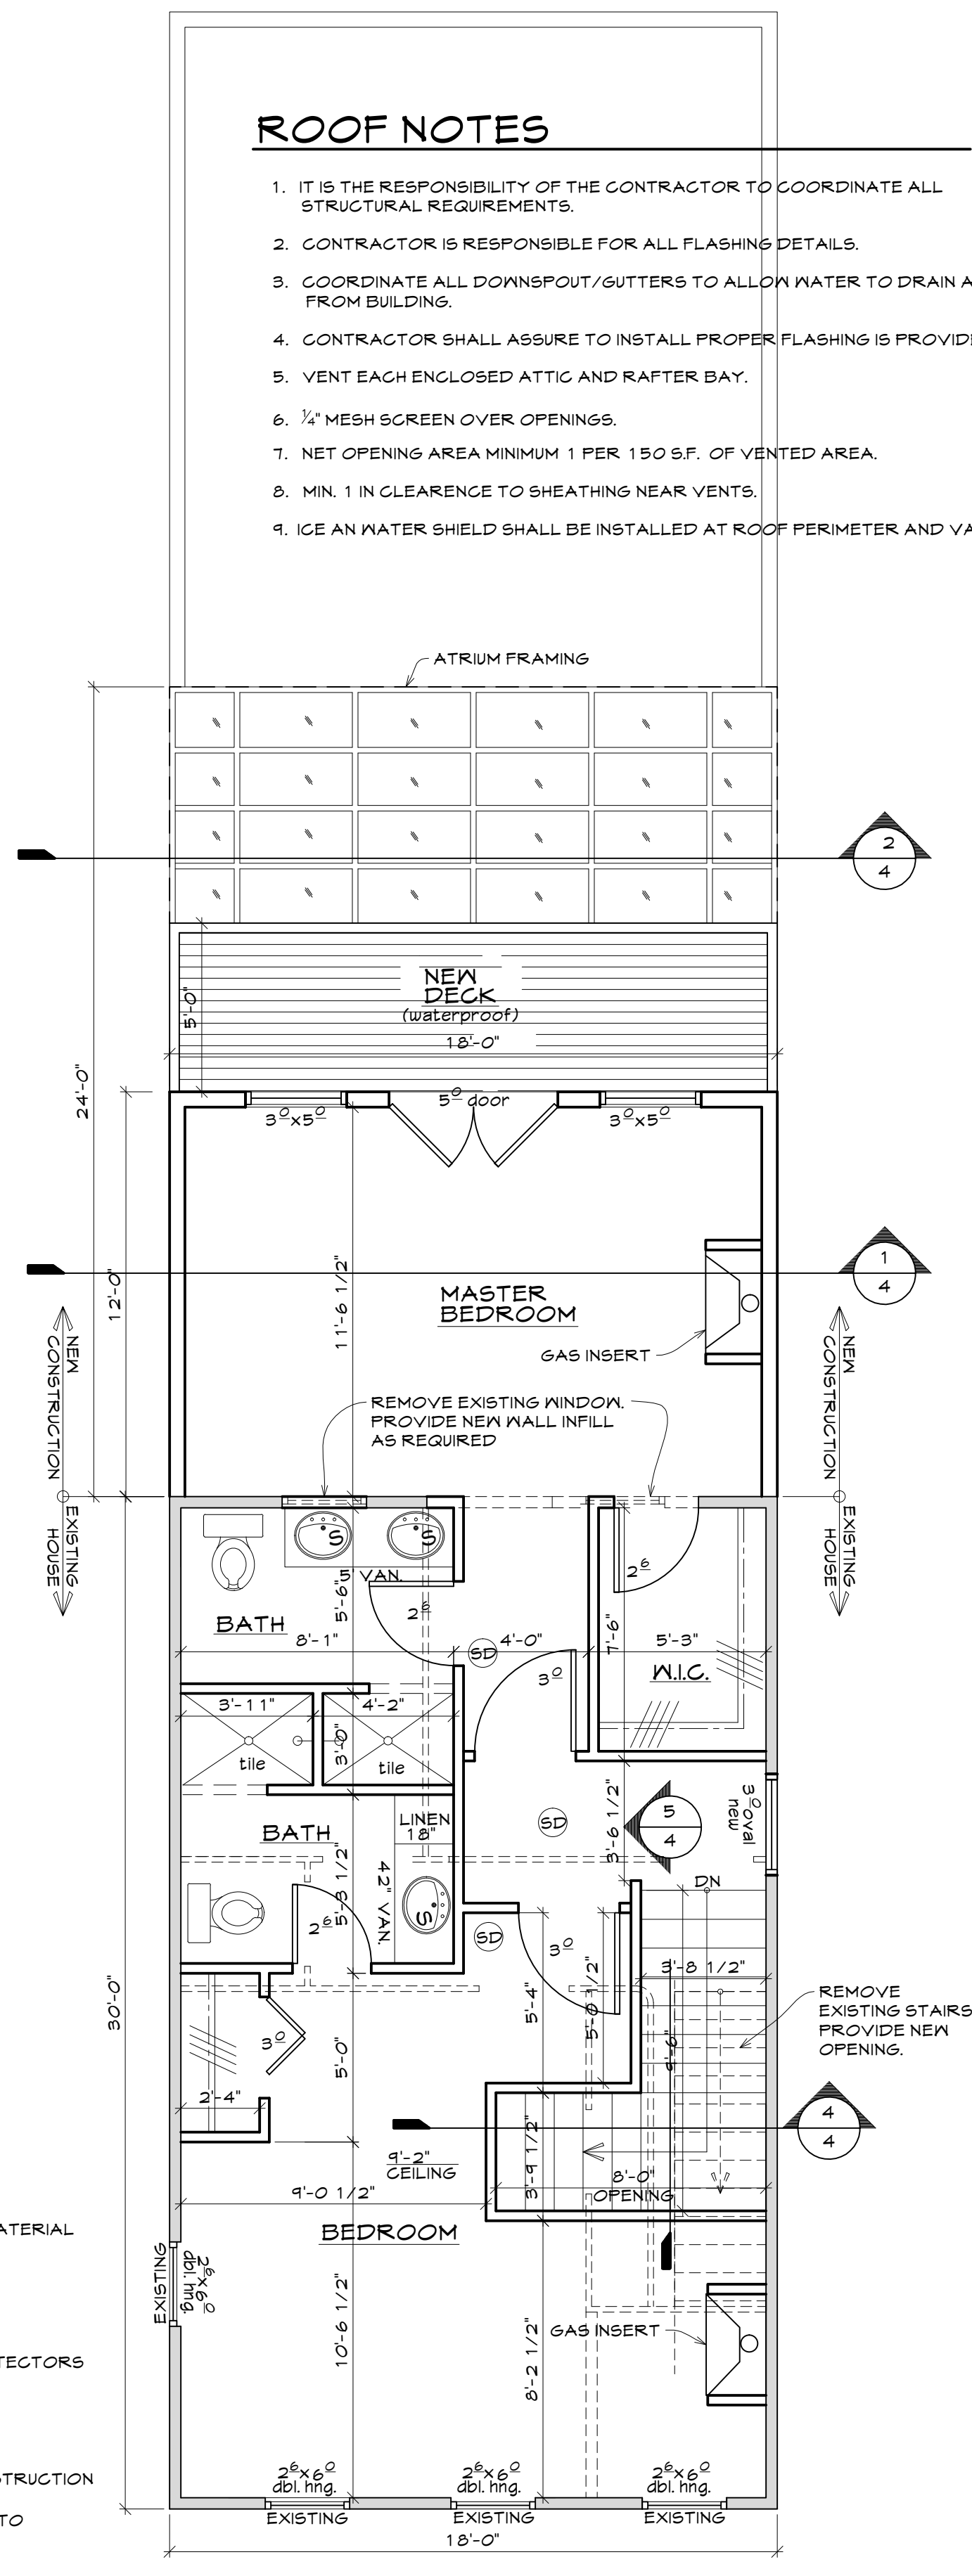 ROOF NOTES
1. IT IS THE RESPONSIBILITY OF THE CONTRACTOR TO COORDINATE ALL
STRUCTURAL REQUIREMENTS.
2. CONTRACTOR IS RESPONSIBLE FOR ALL FLASHING DETAILS.
3. COORDINATE ALL DOWNSPOUT/GUTTERS TO ALLOW WATER TO DRAIN A
FROM BUILDING.
4. CONTRACTOR SHALL ASSURE TO INSTALL PROPER FLASHING IS PROVIDE
5. VENT EACH ENCLOSED ATTIC AND RAFTER BAY.
6. 1/4" MESH SCREEN OVER OPENINGS.
7. NET OPENING AREA MINIMUM 1 PER 150 S.F. OF VENTED AREA.
8. MIN. 1 IN CLEARENCE TO SHEATHING NEAR VENTS.
9. ICE AN WATER SHIELD SHALL BE INSTALLED AT ROOF PERIMETER AND VA
ATRIUM FRAMING
2
4
NEW
DECK
(waterproof)
5'-0"
18'-0"
24'-0"
5⁰ door
3⁰x5⁰
3⁰x5⁰
12'-0"
11'-6 1/2"
1
4
MASTER
BEDROOM
GAS INSERT
NEW
CONSTRUCTION
EXISTING
HOUSE
NEW
CONSTRUCTION
EXISTING
HOUSE
REMOVE EXISTING WINDOW.
PROVIDE NEW WALL INFILL
AS REQUIRED
S
S
5' VAN.
5'-6"
2⁶
2⁶
BATH
8'-1"
SD
4'-0"
7'-6"
5'-3"
3⁰
W.I.C.
3'-11"
4'-2"
3'-0"
tile
tile
BATH
LINEN
18"
42" VAN.
S
5'-3 1/2"
2⁶
SD
3'-6 1/2"
5
4
3⁰ oval
new
DN
SD
3⁰
3'-8 1/2"
5'-4"
5'-0 1/2"
9'-6"
REMOVE
EXISTING STAIRS
PROVIDE NEW
OPENING.
30'-0"
3⁰
5'-0"
2'-4"
4
4
9'-2"
CEILING
3'-9 1/2"
8'-0"
OPENING
9'-0 1/2"
BEDROOM
ATERIAL
EXISTING
2⁶x6⁰
dbl. hng.
10'-6 1/2"
8'-2 1/2"
GAS INSERT
TECTORS
STRUCTION
TO
2⁶x6⁰
dbl. hng.
2⁶x6⁰
dbl. hng.
2⁶x6⁰
dbl. hng.
EXISTING
EXISTING
EXISTING
18'-0"